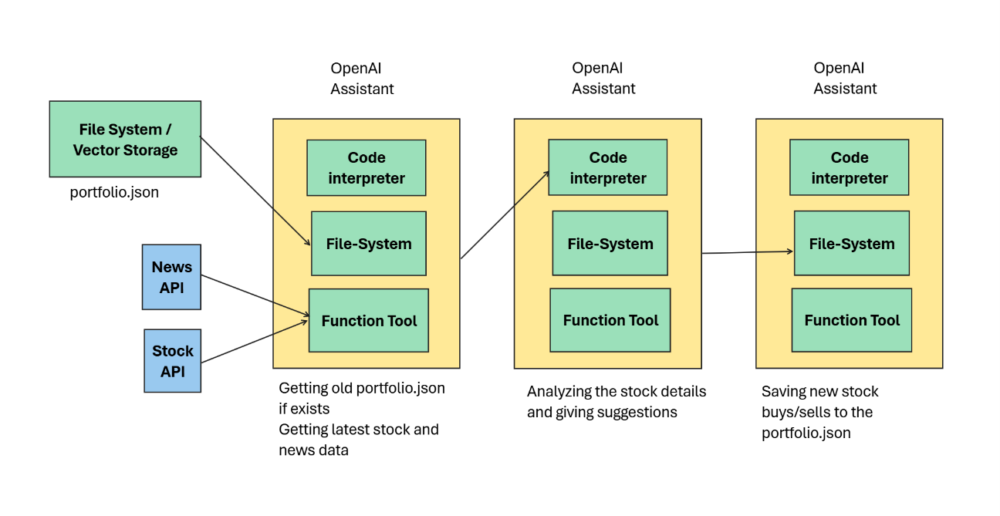 OpenAI
Assistant
OpenAI
Assistant
OpenAI
Assistant
File System /
Vector Storage
portfolio.json
News
API
Stock
API
Code
interpreter
File-System
Function Tool
Getting old portfolio.json
if exists
Getting latest stock and
news data
Code
interpreter
File-System
Function Tool
Analyzing the stock details
and giving suggestions
Code
interpreter
File-System
Function Tool
Saving new stock
buys/sells to the
portfolio.json